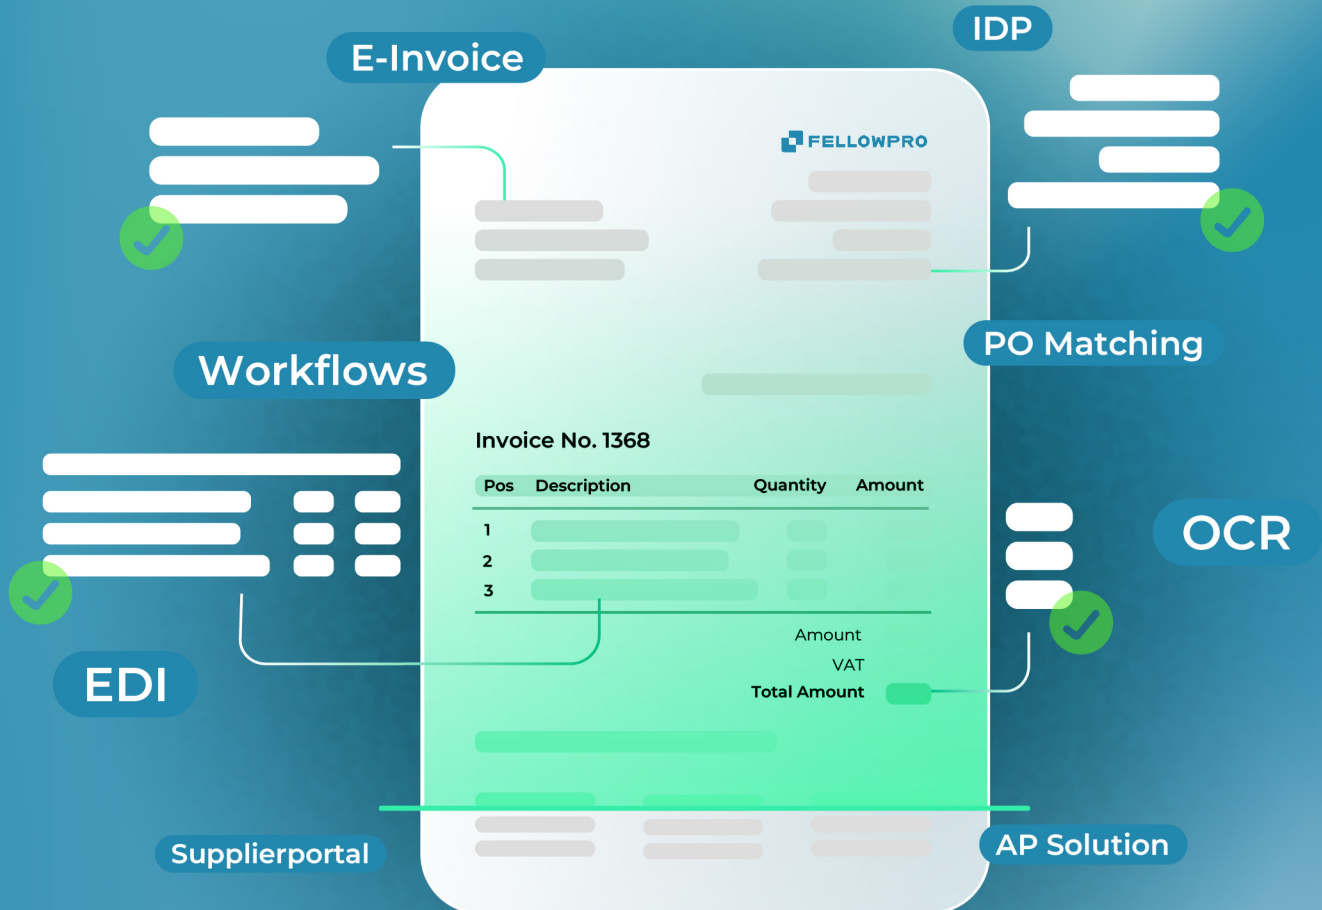 IDP
E-Invoice
FELLOWPRO
Workflows
PO Matching
Invoice No. 1368
Pos Description Quantity Amount
1
2
3
OCR
Amount
VAT
Total Amount
EDI
Supplierportal
AP Solution